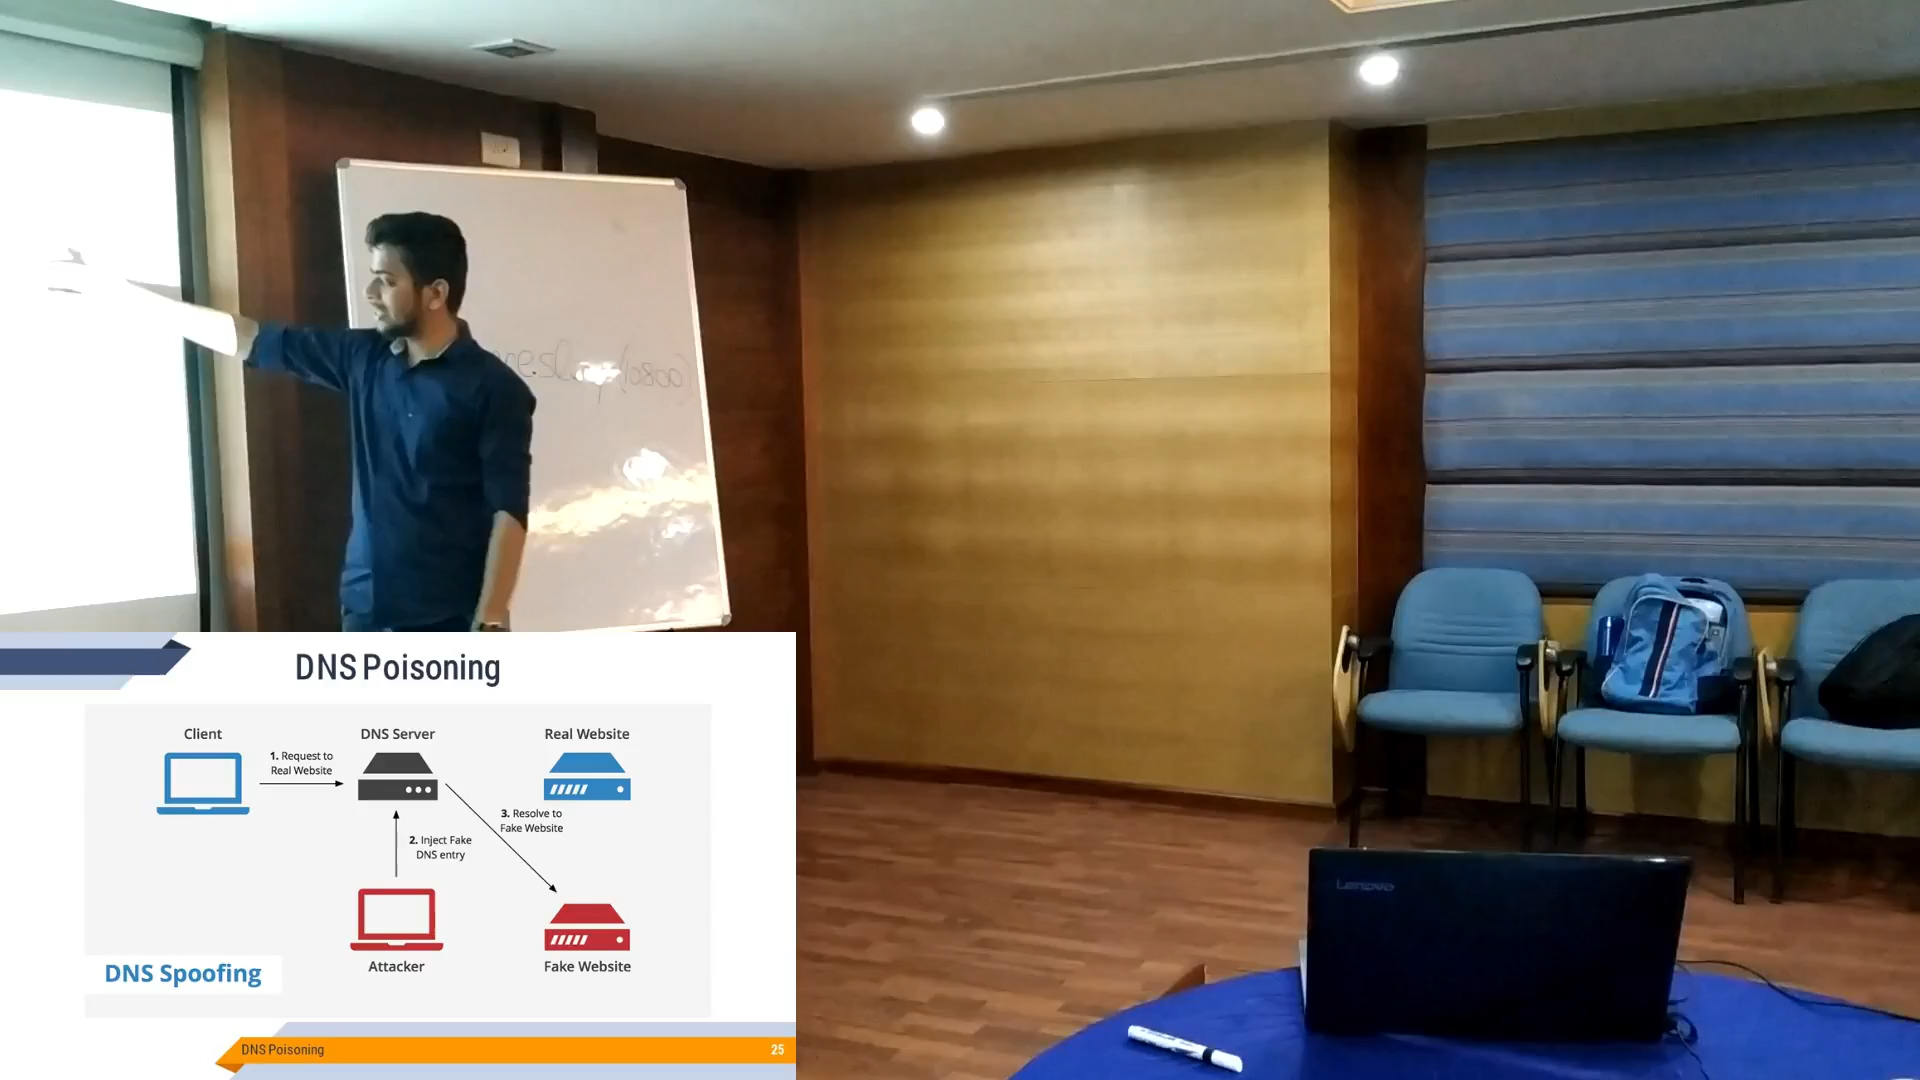 DNS Poisoning
Client
DNS Server
Real Website
1. Request to
Real Website
3. Resolve to
Fake Website
2. Inject Fake
DNS entry
Attacker
Fake Website
DNS Spoofing
DNS Poisoning
25
Lenovo